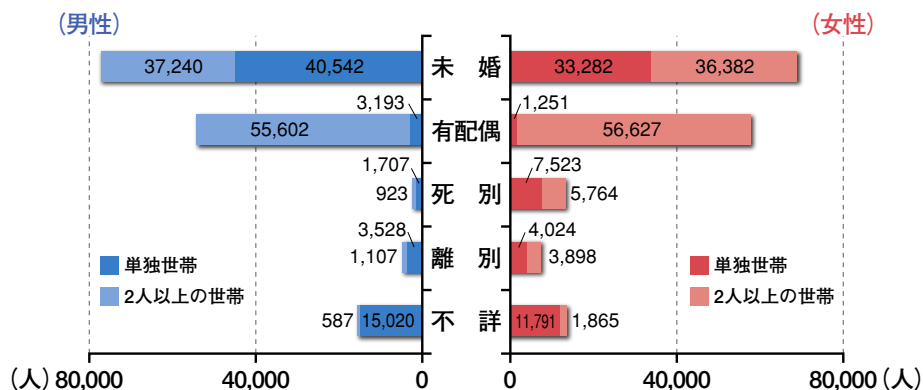 (男性)
(女性)
37,240 40,542 未 婚 33,282 36,382
3,193 1,251
55,602 有配偶 56,627
1,707 7,523
923 死 別 5,764
3,528 4,024
1,107 離 別 3,898
単独世帯 単独世帯
2人以上の世帯 2人以上の世帯
587 15,020 不 詳 11,791 1,865
(人) 80,000 40,000 0 0 40,000 80,000 (人)